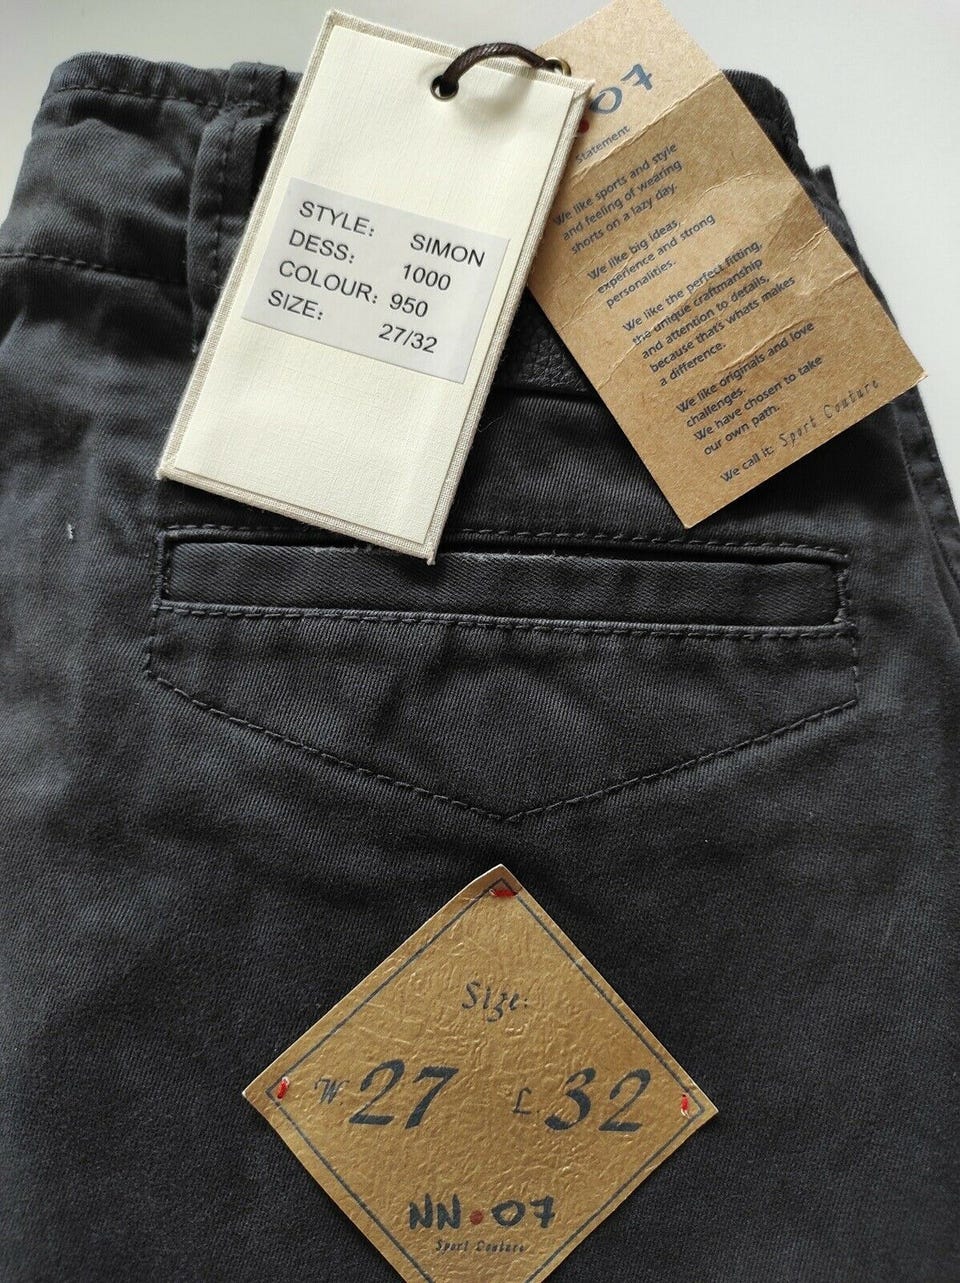 STYLE: SIMON
DESS: 1000
COLOUR: 950
SIZE: 27/32
07
Statement
We like sports and style
and feeling of wearing
shorts on a lazy day.
We like big ideas,
experience and strong
personalities.
We like the perfect fitting,
the unique craftmanship
and attention to details,
because that's whats makes
a difference.
We like originals and love
challenges.
We have chosen to take
our own path.
We call it: Sport Couture
Size:
W 27 L 32
NN.07
Sport Couture